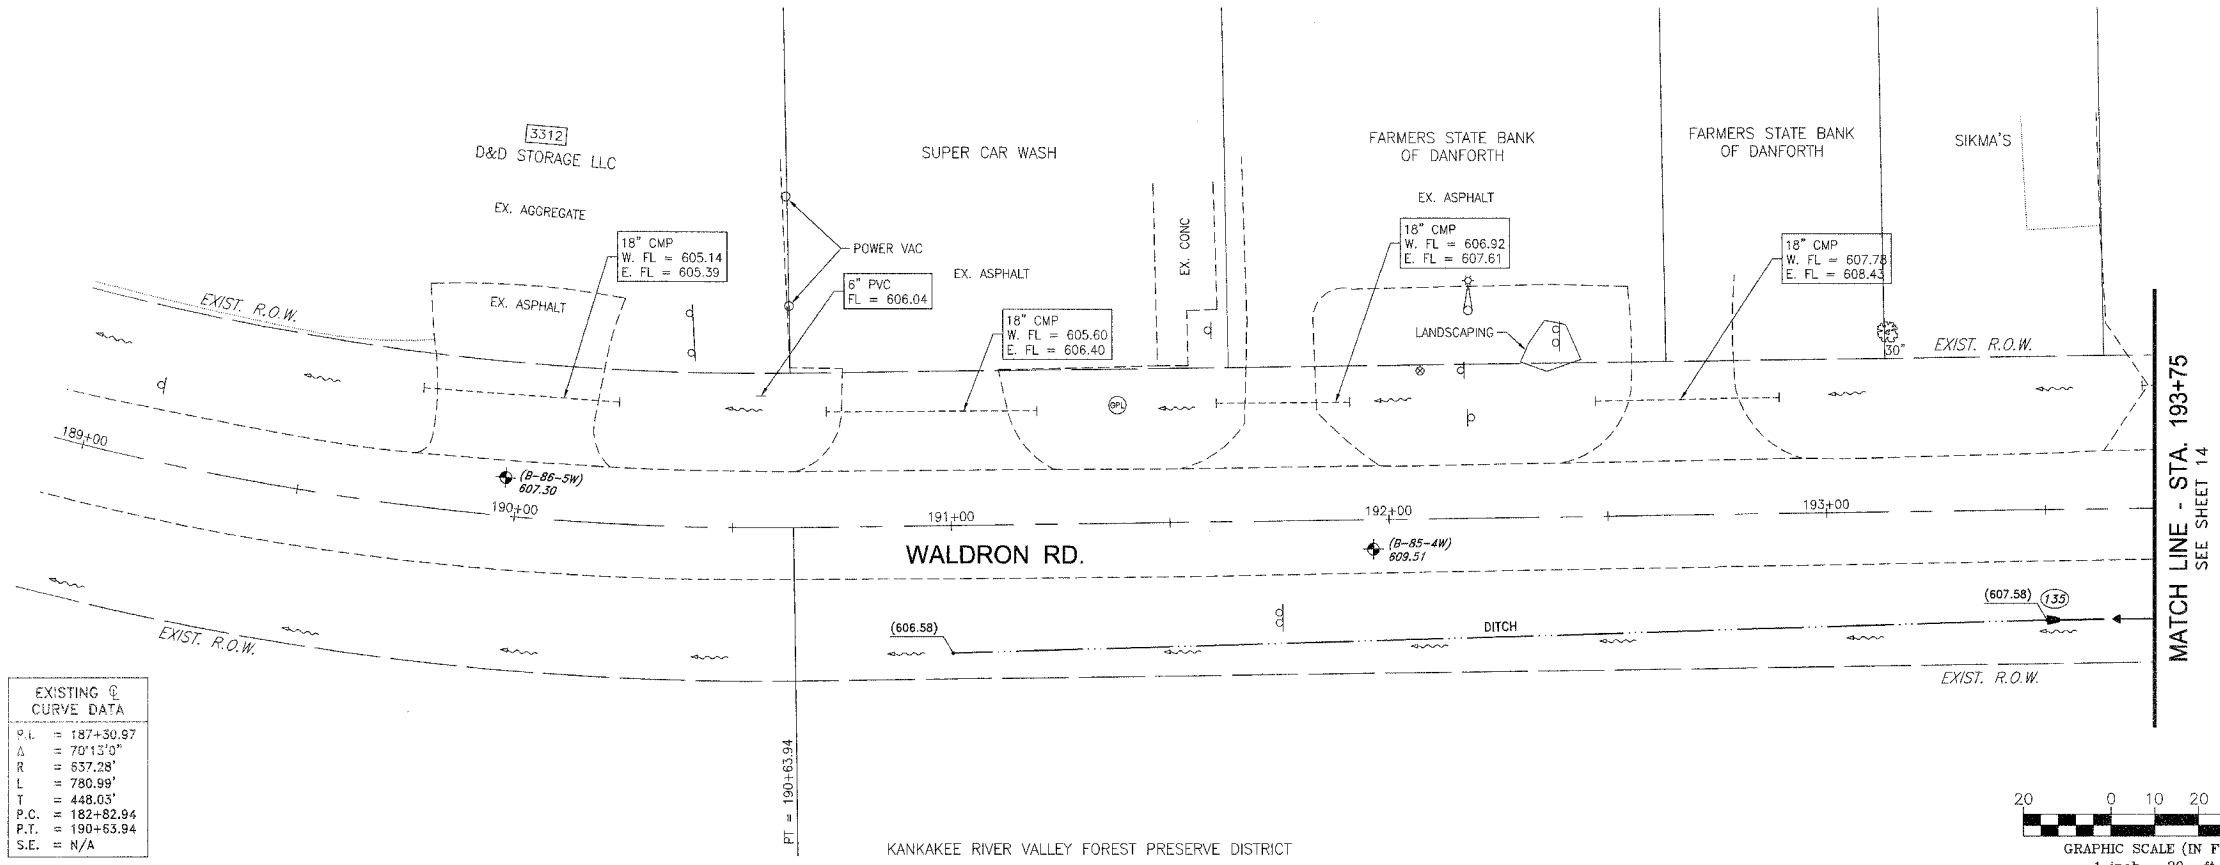 3312
D&D STORAGE LLC
EX. AGGREGATE
SUPER CAR WASH
FARMERS STATE BANK
OF DANFORTH
EX. ASPHALT
FARMERS STATE BANK
OF DANFORTH
SIKMA'S
18" CMP
W. FL = 605.14
E. FL = 605.39
POWER VAC
6" PVC
FL = 606.04
EX. ASPHALT
EX. CONC
18" CMP
W. FL = 606.92
E. FL = 607.61
18" CMP
W. FL = 607.78
E. FL = 608.43
EXIST. R.O.W.
EX. ASPHALT
18" CMP
W. FL = 605.60
E. FL = 606.40
LANDSCAPING
30"
EXIST. R.O.W.
GPL
189+00
(B-86-5W)
607.30
190+00
191+00
192+00
193+00
WALDRON RD.
(B-85-4W)
609.51
MATCH LINE - STA. 193+75
SEE SHEET 14
(606.58)
DITCH
(607.58)
135
EXIST. R.O.W.
EXIST. R.O.W.
EXISTING ℄
CURVE DATA
P.I. = 187+30.97
Δ = 70°13'0"
R = 637.28'
L = 780.99'
T = 448.03'
P.C. = 182+82.94
P.T. = 190+63.94
S.E. = N/A
PT = 190+63.94
KANKAKEE RIVER VALLEY FOREST PRESERVE DISTRICT
20 0 10 20
GRAPHIC SCALE (IN F